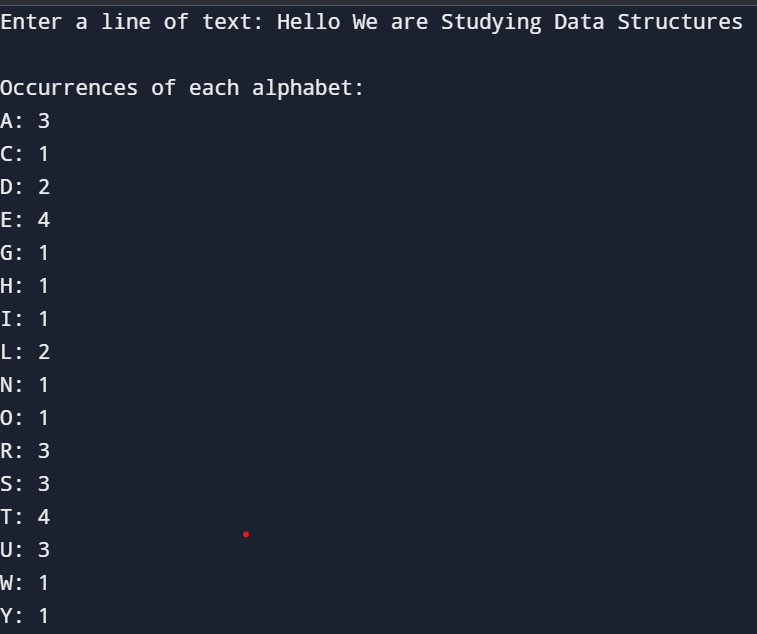 Enter a line of text: Hello We are Studying Data Structures
Occurrences of each alphabet:
A: 3
C: 1
D: 2
E: 4
G: 1
H: 1
I: 1
L: 2
N: 1
O: 1
R: 3
S: 3
T: 4
U: 3
W: 1
Y: 1